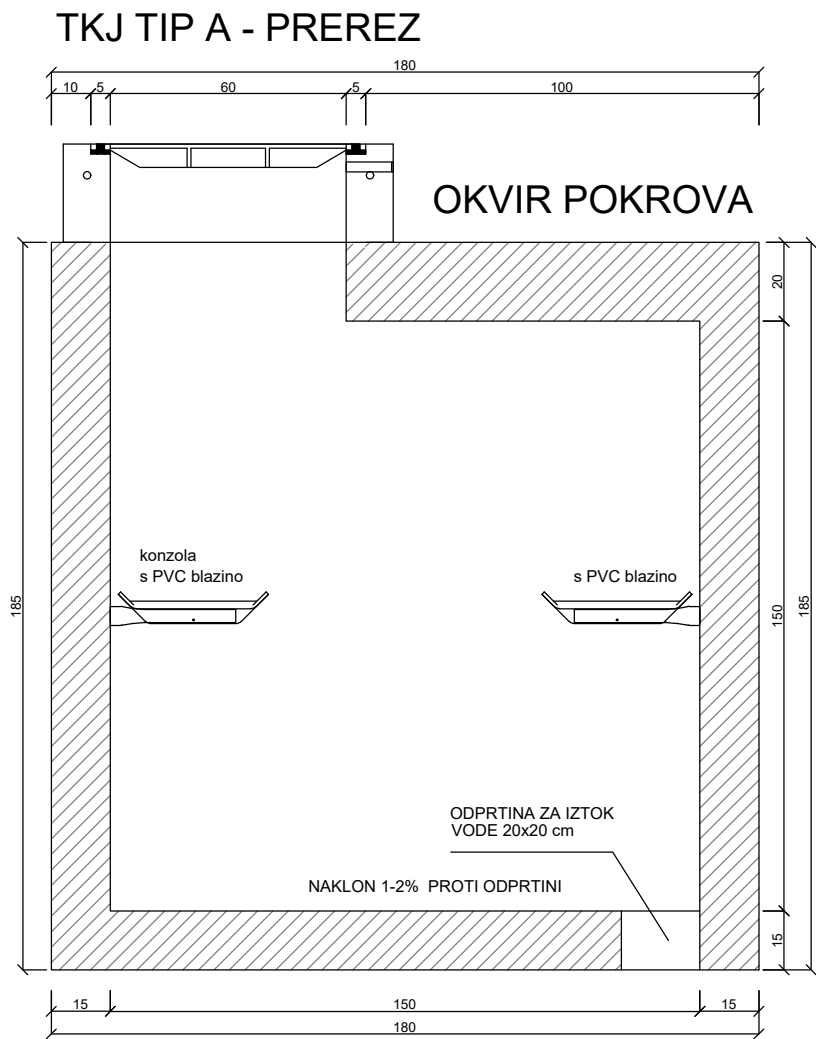 TKJ TIP A - PREREZ
180
10 5 60 5 100
OKVIR POKROVA
20
konzola
s PVC blazino
s PVC blazino
185
150
185
ODPRTINA ZA IZTOK
VODE 20x20 cm
NAKLON 1-2% PROTI ODPRTINI
15
15 150 15
180